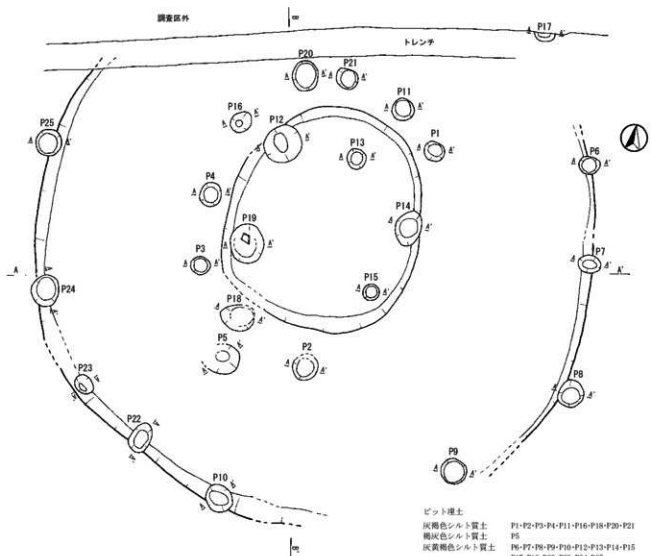 調査区外
B
P17
A A'
トレンチ
P20
P21
A A'
A A'
P11
A A'
P16
A A'
P12
A A'
P25
A A'
P13
A A'
P1
A A'
P6
A A'
P4
A A'
P14
A A'
P19
A A'
P3
A A'
P7
A A'
A
A'
P24
A
A'
P15
A A'
P18
A A'
P5
A A'
P2
A A'
P23
A A'
P8
A A'
P22
A A'
P9
A A'
P10
A A'
B'
ピット埋土
灰褐色シルト質土 P1・P2・P3・P4・P11・P16・P18・P20・P21
褐灰色シルト質土 P5
灰黄褐色シルト質土 P6・P7・P8・P9・P10・P12・P13・P14・P15